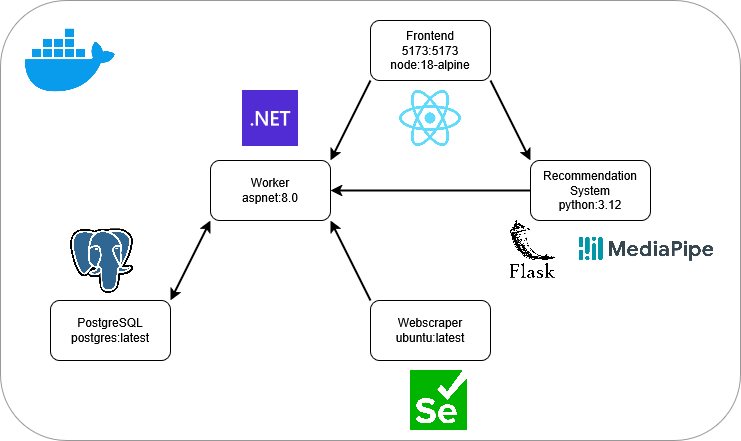 Frontend
5173:5173
node:18-alpine
.NET
Worker
aspnet:8.0
Recommendation
System
python:3.12
Flask
MediaPipe
PostgreSQL
postgres:latest
Webscraper
ubuntu:latest
Se